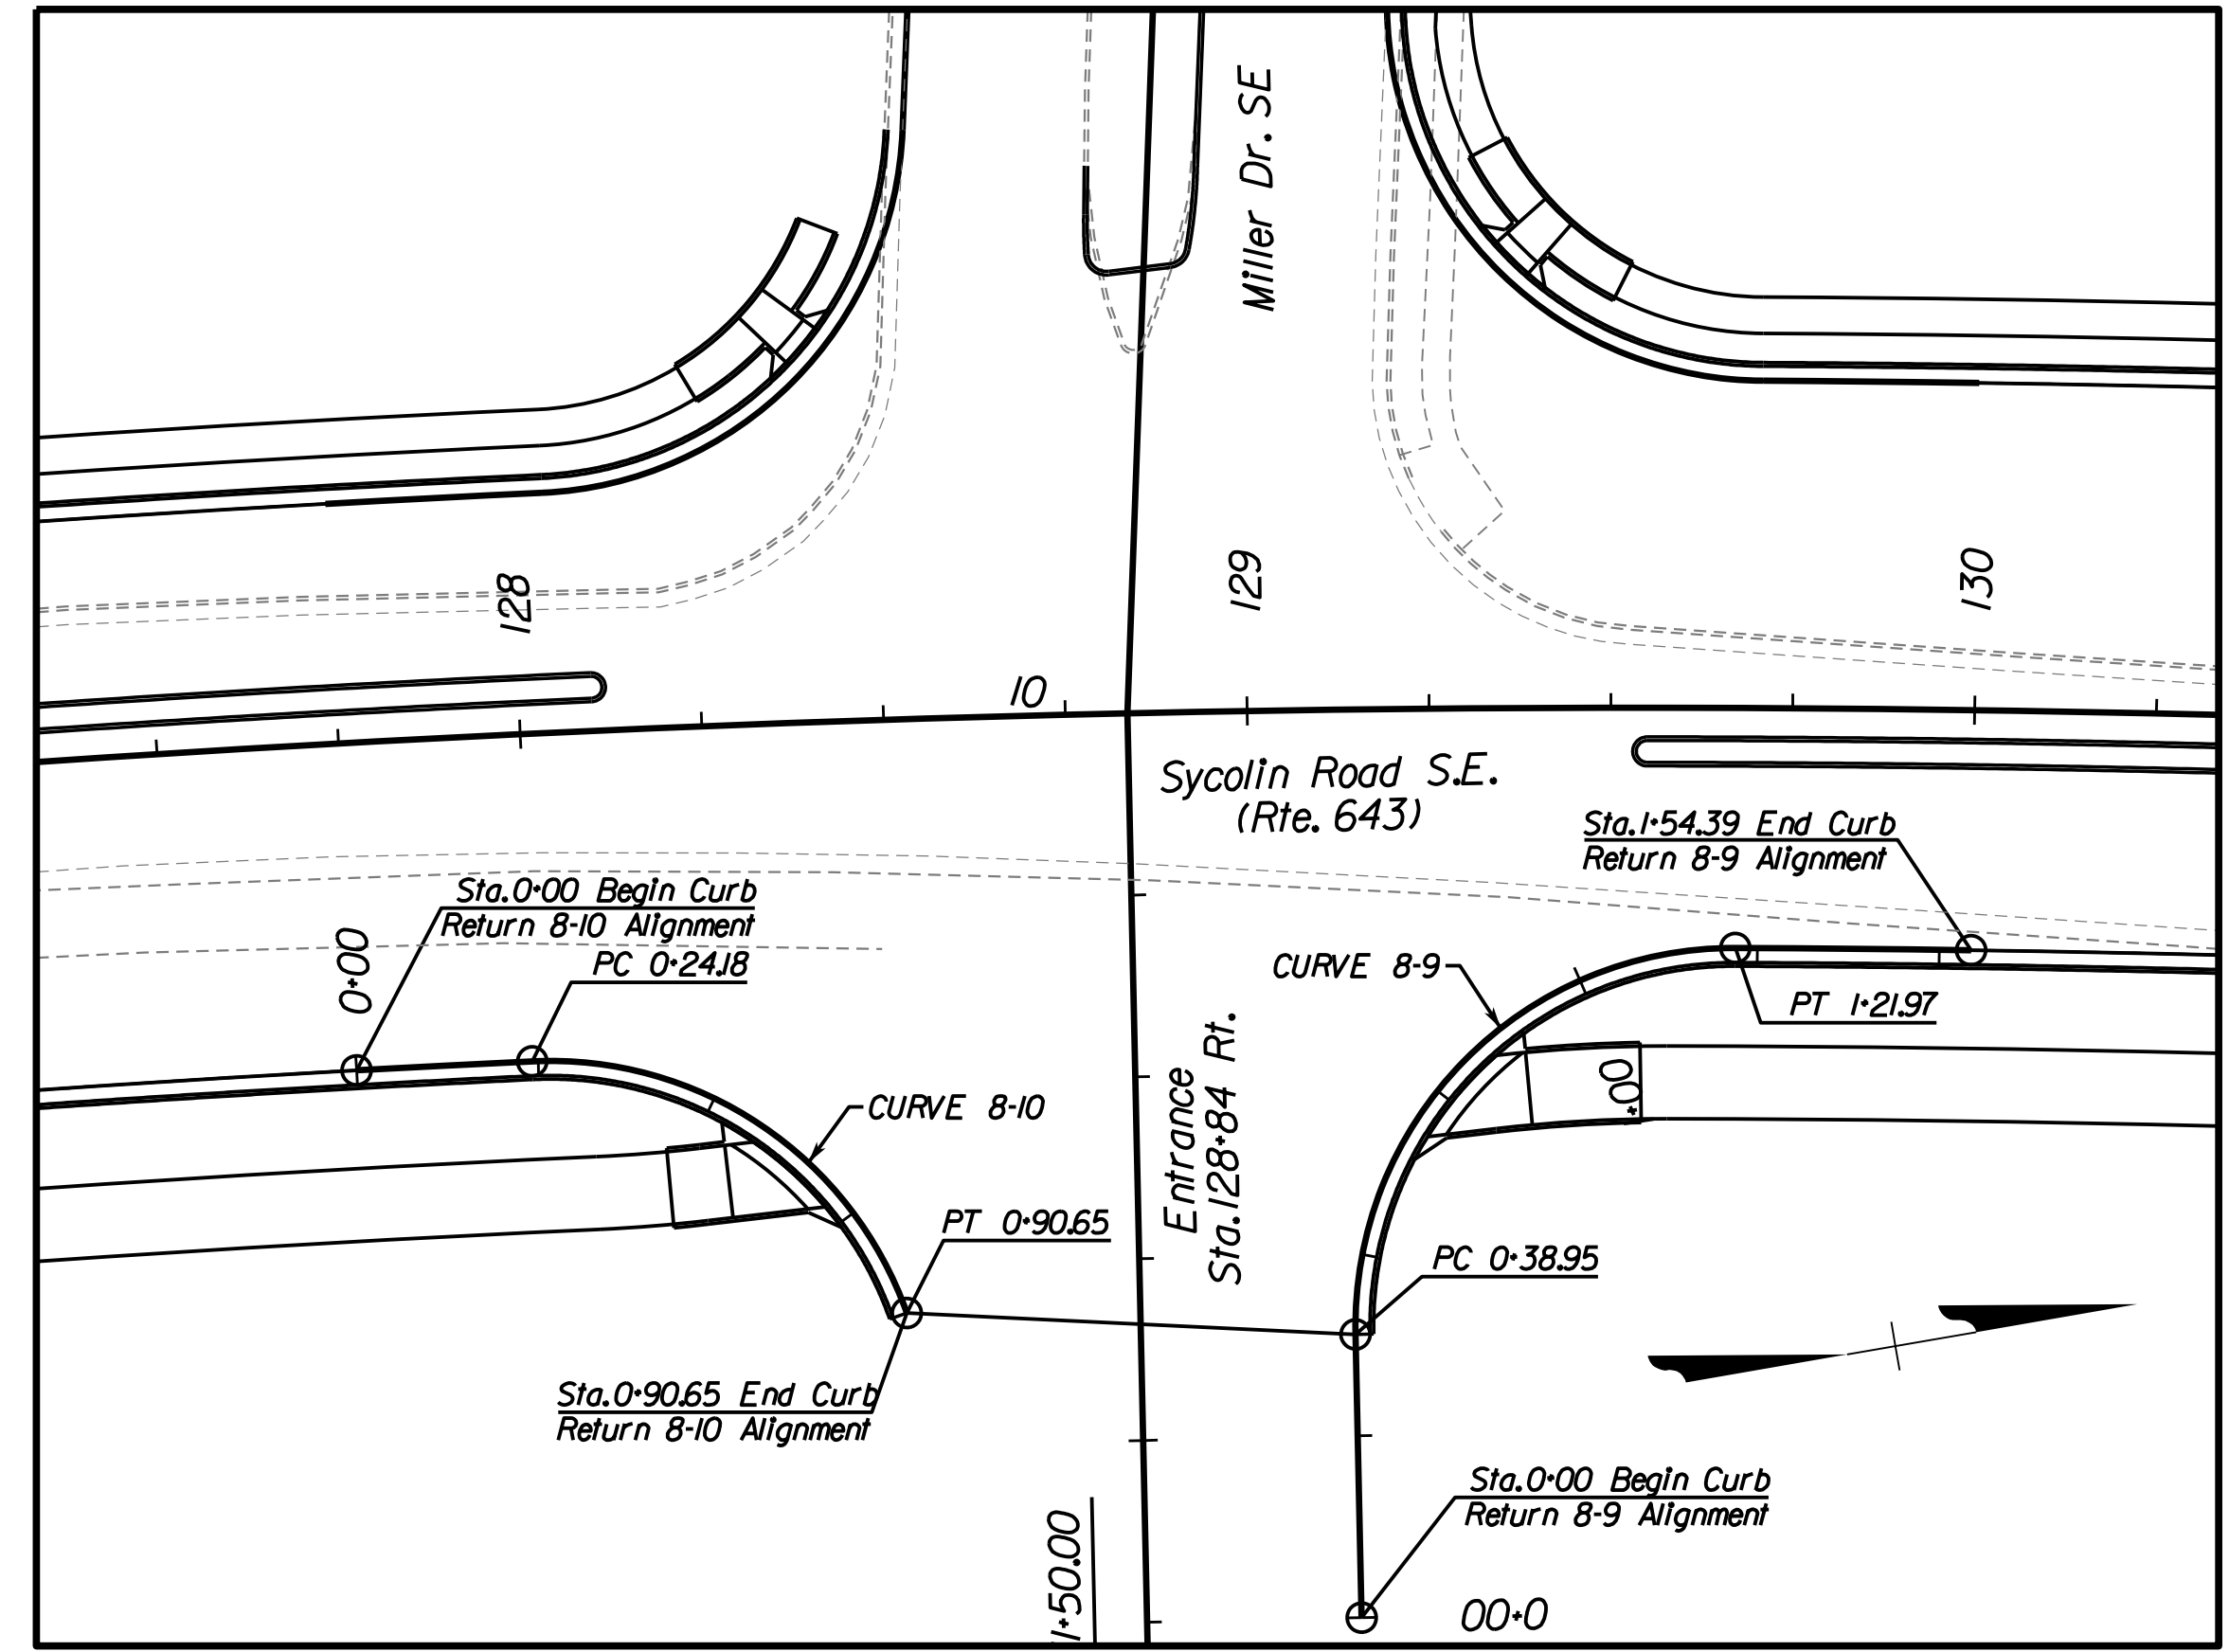 Miller Dr. SE
128
129
130
10
Sycolin Road S.E.
(Rte. 643)
Sta. 1+54.39 End Curb
Return 8-9 Alignment
Sta. 0+00 Begin Curb
Return 8-10 Alignment
0+00
PC 0+24.18
CURVE 8-9
PT 1+21.97
CURVE 8-10
+00
Entrance
Sta. 128+84 Rt.
PT 0+90.65
PC 0+38.95
Sta. 0+90.65 End Curb
Return 8-10 Alignment
Sta. 0+00 Begin Curb
Return 8-9 Alignment
1+50.00
0+00